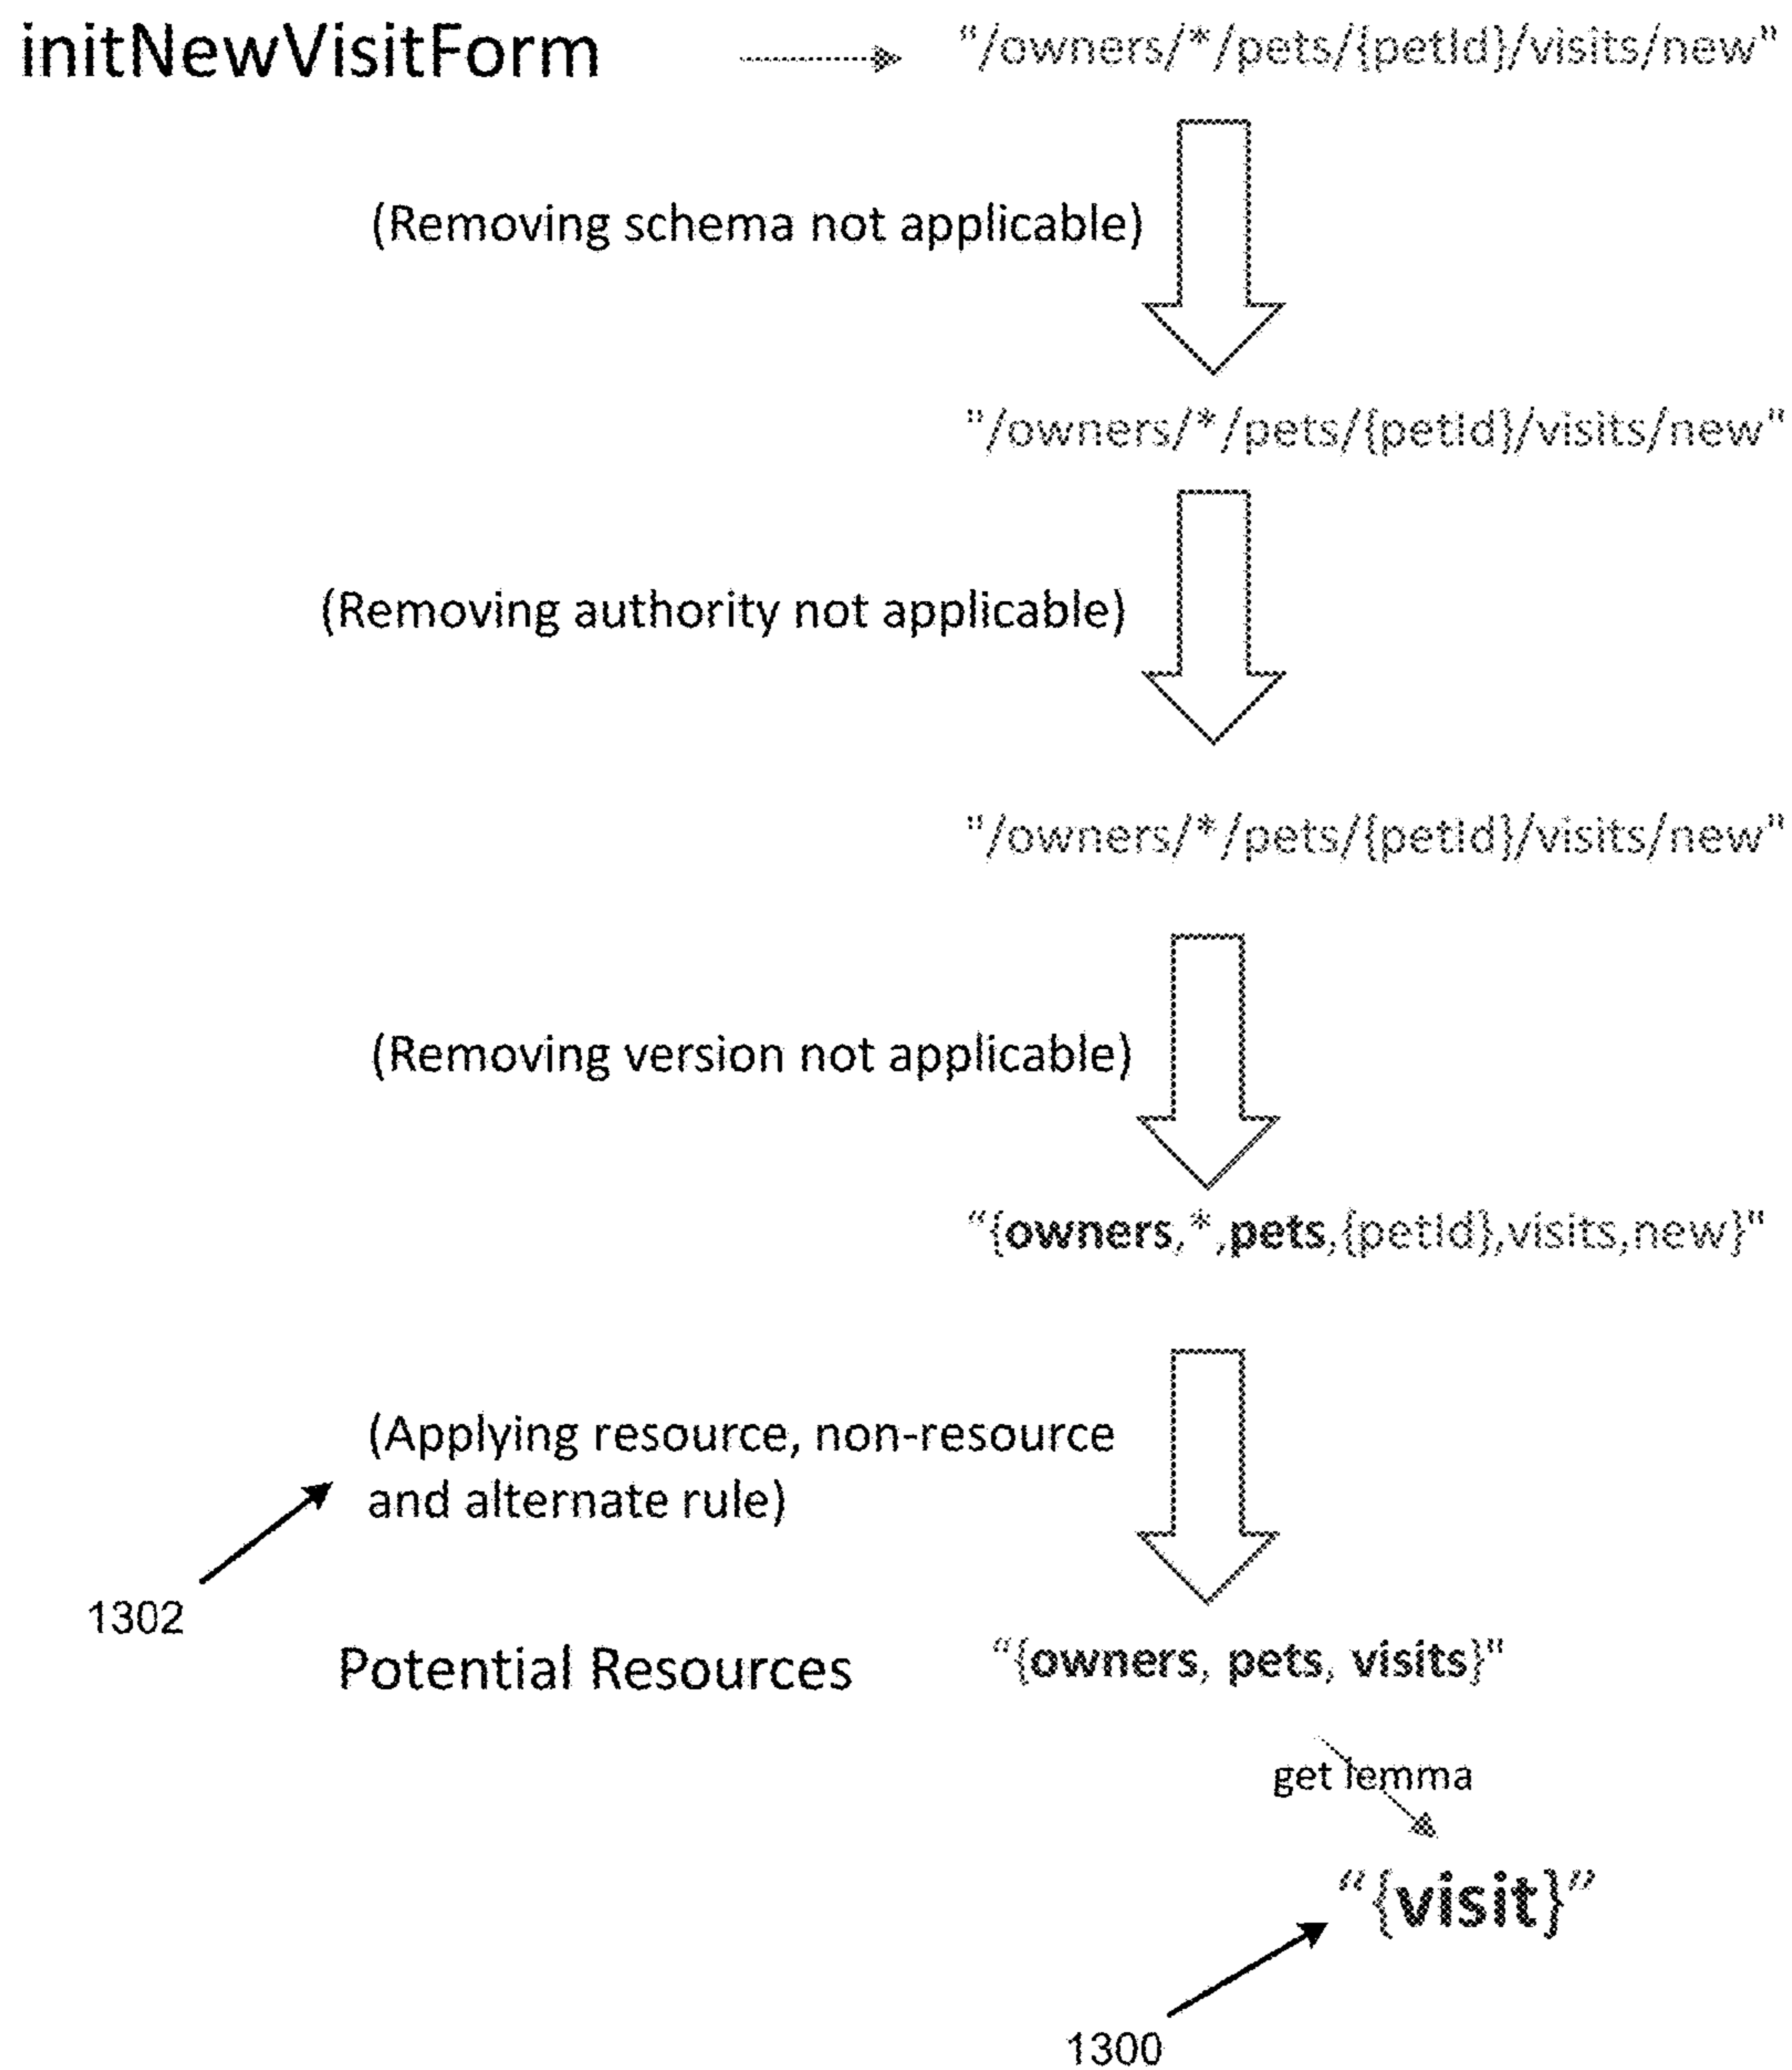 initNewVisitForm "/owners/*/pets/{petId}/visits/new"
(Removing schema not applicable)
"/owners/*/pets/{petId}/visits/new"
(Removing authority not applicable)
"/owners/*/pets/{petId}/visits/new"
(Removing version not applicable)
“{owners,*,pets,{petId},visits,new}"
(Applying resource, non-resource
and alternate rule)
1302
Potential Resources “{owners, pets, visits}"
get lemma
“{visit}”
1300